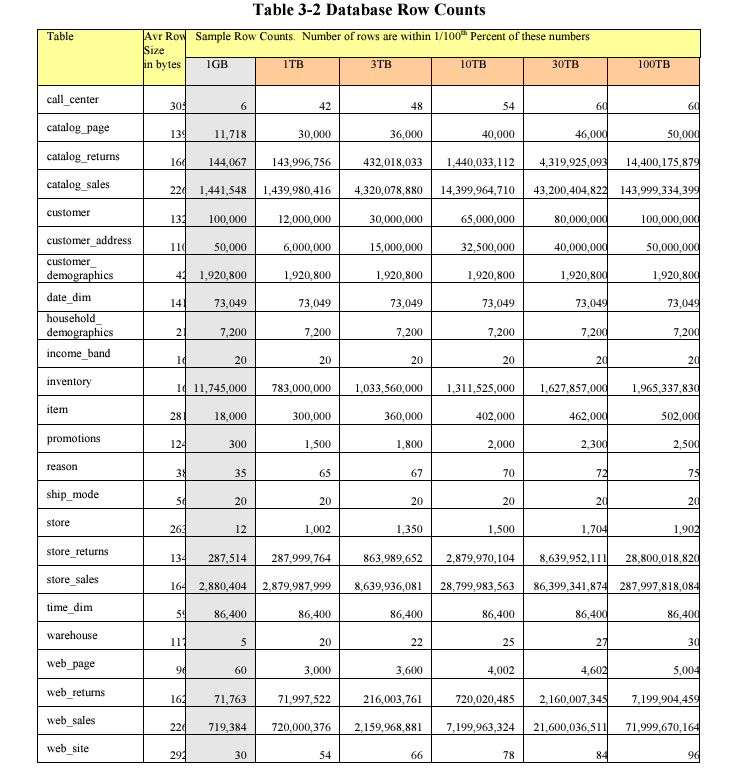 Table 3-2 Database Row Counts
Table Avr Row Size in bytes Sample Row Counts. Number of rows are within 1/100th Percent of these numbers
1GB 1TB 3TB 10TB 30TB 100TB
call_center 305 6 42 48 54 60 60
catalog_page 139 11,718 30,000 36,000 40,000 46,000 50,000
catalog_returns 166 144,067 143,996,756 432,018,033 1,440,033,112 4,319,925,093 14,400,175,879
catalog_sales 226 1,441,548 1,439,980,416 4,320,078,880 14,399,964,710 43,200,404,822 143,999,334,399
customer 132 100,000 12,000,000 30,000,000 65,000,000 80,000,000 100,000,000
customer_address 110 50,000 6,000,000 15,000,000 32,500,000 40,000,000 50,000,000
customer_
demographics 42 1,920,800 1,920,800 1,920,800 1,920,800 1,920,800 1,920,800
date_dim 141 73,049 73,049 73,049 73,049 73,049 73,049
household_
demographics 21 7,200 7,200 7,200 7,200 7,200 7,200
income_band 16 20 20 20 20 20 20
inventory 16 11,745,000 783,000,000 1,033,560,000 1,311,525,000 1,627,857,000 1,965,337,830
item 281 18,000 300,000 360,000 402,000 462,000 502,000
promotions 124 300 1,500 1,800 2,000 2,300 2,500
reason 38 35 65 67 70 72 75
ship_mode 56 20 20 20 20 20 20
store 263 12 1,002 1,350 1,500 1,704 1,902
store_returns 134 287,514 287,999,764 863,989,652 2,879,970,104 8,639,952,111 28,800,018,820
store_sales 164 2,880,404 2,879,987,999 8,639,936,081 28,799,983,563 86,399,341,874 287,997,818,084
time_dim 59 86,400 86,400 86,400 86,400 86,400 86,400
warehouse 117 5 20 22 25 27 30
web_page 96 60 3,000 3,600 4,002 4,602 5,004
web_returns 162 71,763 71,997,522 216,003,761 720,020,485 2,160,007,345 7,199,904,459
web_sales 226 719,384 720,000,376 2,159,968,881 7,199,963,324 21,600,036,511 71,999,670,164
web_site 292 30 54 66 78 84 96